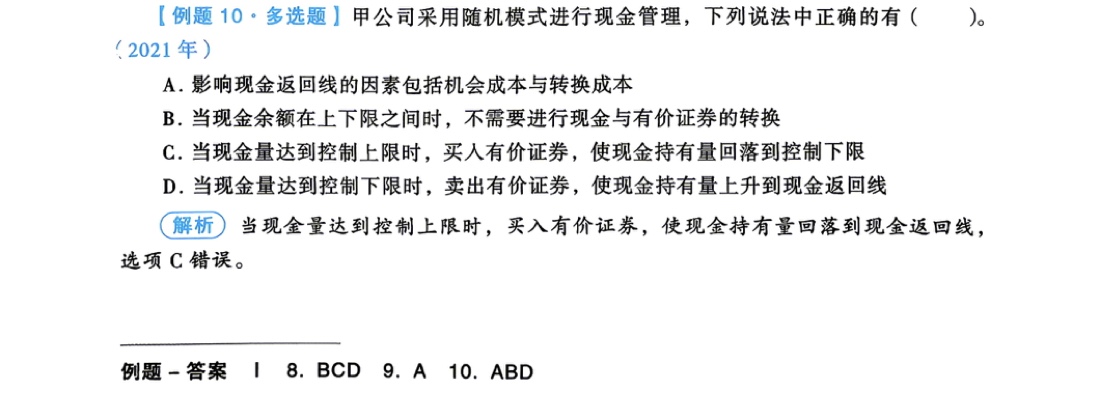 【例题 10·多选题】甲公司采用随机模式进行现金管理，下列说法中正确的有（　　）。
（2021 年）
A. 影响现金返回线的因素包括机会成本与转换成本
B. 当现金余额在上下限之间时，不需要进行现金与有价证券的转换
C. 当现金量达到控制上限时，买入有价证券，使现金持有量回落到控制下限
D. 当现金量达到控制下限时，卖出有价证券，使现金持有量上升到现金返回线
解析 当现金量达到控制上限时，买入有价证券，使现金持有量回落到现金返回线，
选项 C 错误。
例题 – 答案 | 8. BCD 9. A 10. ABD